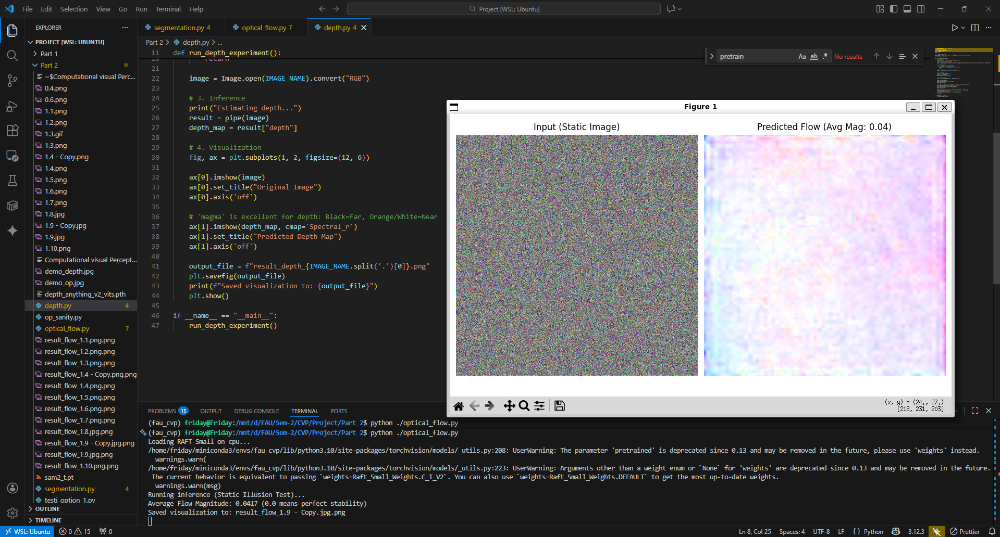 File Edit Selection View Go Run Terminal Help
Project [WSL: Ubuntu]
EXPLORER
PROJECT [WSL: UBUNTU]
Part 1
Part 2
~$Computational visual Perc...
0.4.png
0.6.png
1.1.png
1.2.png
1.3.gif
1.3.png
1.4 - Copy.png
1.4.png
1.5.png
1.6.png
1.7.png
1.8.jpg
1.9 - Copy.jpg
1.9.jpg
1.10.png
Computational visual Percept...
demo_depth.jpg
demo_op.jpg
depth_anything_v2_vits.pth
depth.py 4
op_sanity.py
optical_flow.py 7
result_flow_1.1.png.png
result_flow_1.2.png.png
result_flow_1.3.png.png
result_flow_1.4 - Copy.png.png
result_flow_1.4.png.png
result_flow_1.5.png.png
result_flow_1.6.png.png
result_flow_1.7.png.png
result_flow_1.8.jpg.png
result_flow_1.9 - Copy.jpg.png
result_flow_1.9.jpg.png
result_flow_1.10.png.png
sam2_t.pt
segmentation.py 4
testi_option_1.py
OUTLINE
TIMELINE
segmentation.py 4 optical_flow.py 7 depth.py 4
Part 2 > depth.py > ...
pretrain Aa ab .* No results
11 def run_depth_experiment():
20 return
21
22 image = Image.open(IMAGE_NAME).convert("RGB")
23
24 # 3. Inference
25 print("Estimating depth...")
26 result = pipe(image)
27 depth_map = result["depth"]
28
29 # 4. Visualization
30 fig, ax = plt.subplots(1, 2, figsize=(12, 6))
31
32 ax[0].imshow(image)
33 ax[0].set_title("Original Image")
34 ax[0].axis('off')
35
36 # 'magma' is excellent for depth: Black=Far, Orange/White=Near
37 ax[1].imshow(depth_map, cmap='Spectral_r')
38 ax[1].set_title("Predicted Depth Map")
39 ax[1].axis('off')
40
41 output_file = f"result_depth_{IMAGE_NAME.split('.')[0]}.png"
42 plt.savefig(output_file)
43 print(f"Saved visualization to: {output_file}")
44 plt.show()
45
46 if __name__ == "__main__":
47 run_depth_experiment()
Figure 1
Input (Static Image)
Predicted Flow (Avg Mag: 0.04)
(x, y) = (24., 27.)
[218, 231, 203]
PROBLEMS 15 OUTPUT DEBUG CONSOLE TERMINAL PORTS
(fau_cvp) friday@Friday:/mnt/d/FAU/Sem-2/CVP/Project/Part 2$ python ./optical_flow.py
(fau_cvp) friday@Friday:/mnt/d/FAU/Sem-2/CVP/Project/Part 2$ python ./optical_flow.py
Loading RAFT Small on cpu...
/home/friday/miniconda3/envs/fau_cvp/lib/python3.10/site-packages/torchvision/models/_utils.py:208: UserWarning: The parameter 'pretrained' is deprecated since 0.13 and may be removed in the future, please use 'weights' instead.
warnings.warn(
/home/friday/miniconda3/envs/fau_cvp/lib/python3.10/site-packages/torchvision/models/_utils.py:223: UserWarning: Arguments other than a weight enum or `None` for 'weights' are deprecated since 0.13 and may be removed in the future.
The current behavior is equivalent to passing `weights=Raft_Small_Weights.C_T_V2`. You can also use `weights=Raft_Small_Weights.DEFAULT` to get the most up-to-date weights.
warnings.warn(msg)
Running inference (Static Illusion Test)...
Average Flow Magnitude: 0.0417 (0.0 means perfect stability)
Saved visualization to: result_flow_1.9 - Copy.jpg.png
WSL: Ubuntu 0 15 0 Ln 8, Col 25 Spaces: 4 UTF-8 LF { } Python 3.12.3 Prettier